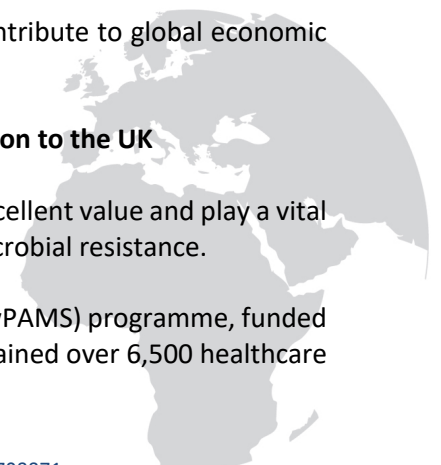 ntribute to global economic
on to the UK
cellent value and play a vital
crobial resistance.
vPAMS) programme, funded
ained over 6,500 healthcare